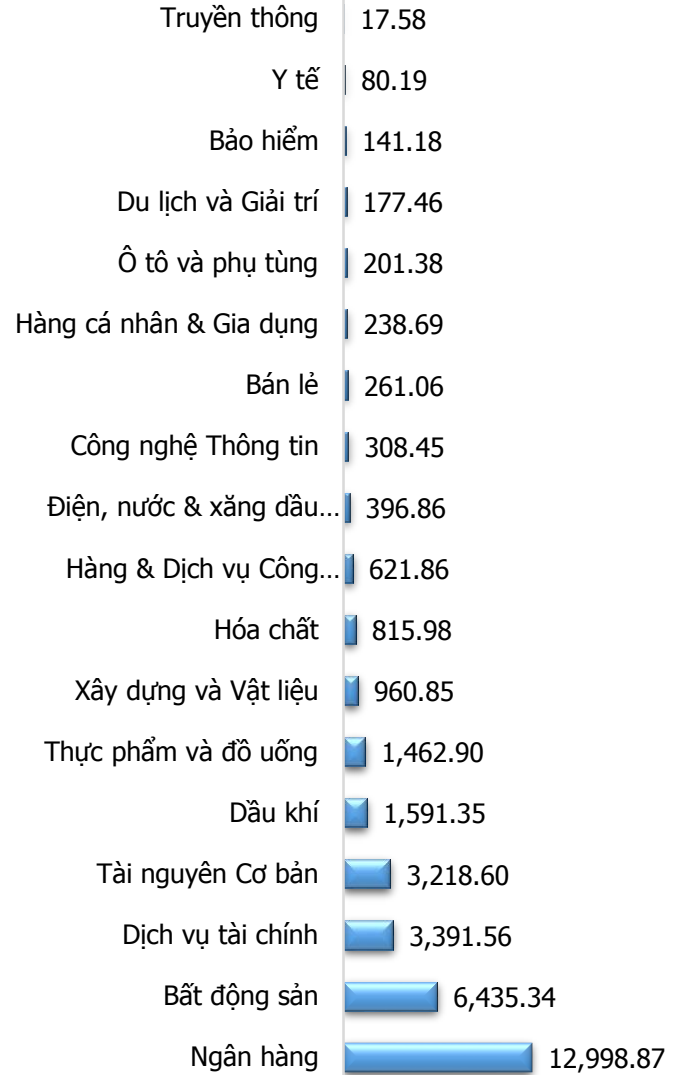 Truyền thông 17.58
Y tế 80.19
Bảo hiểm 141.18
Du lịch và Giải trí 177.46
Ô tô và phụ tùng 201.38
Hàng cá nhân & Gia dụng 238.69
Bán lẻ 261.06
Công nghệ Thông tin 308.45
Điện, nước & xăng dầu… 396.86
Hàng & Dịch vụ Công… 621.86
Hóa chất 815.98
Xây dựng và Vật liệu 960.85
Thực phẩm và đồ uống 1,462.90
Dầu khí 1,591.35
Tài nguyên Cơ bản 3,218.60
Dịch vụ tài chính 3,391.56
Bất động sản 6,435.34
Ngân hàng 12,998.87